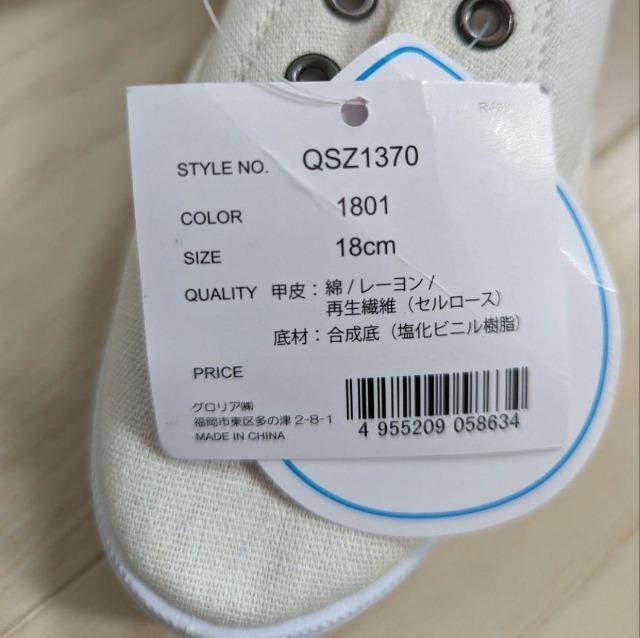 STYLE NO. QSZ1370
COLOR 1801
SIZE 18cm
QUALITY 甲皮：綿/レーヨン/
再生繊維（セルロース）
底材：合成底（塩化ビニル樹脂）
PRICE
グロリア㈱
福岡市東区多の津 2-8-1
MADE IN CHINA
4 955209 058634